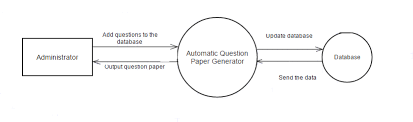 Add questions to the
database
Administrator
Output question paper
Automatic Question
Paper Generator
Update database
Database
Send the data